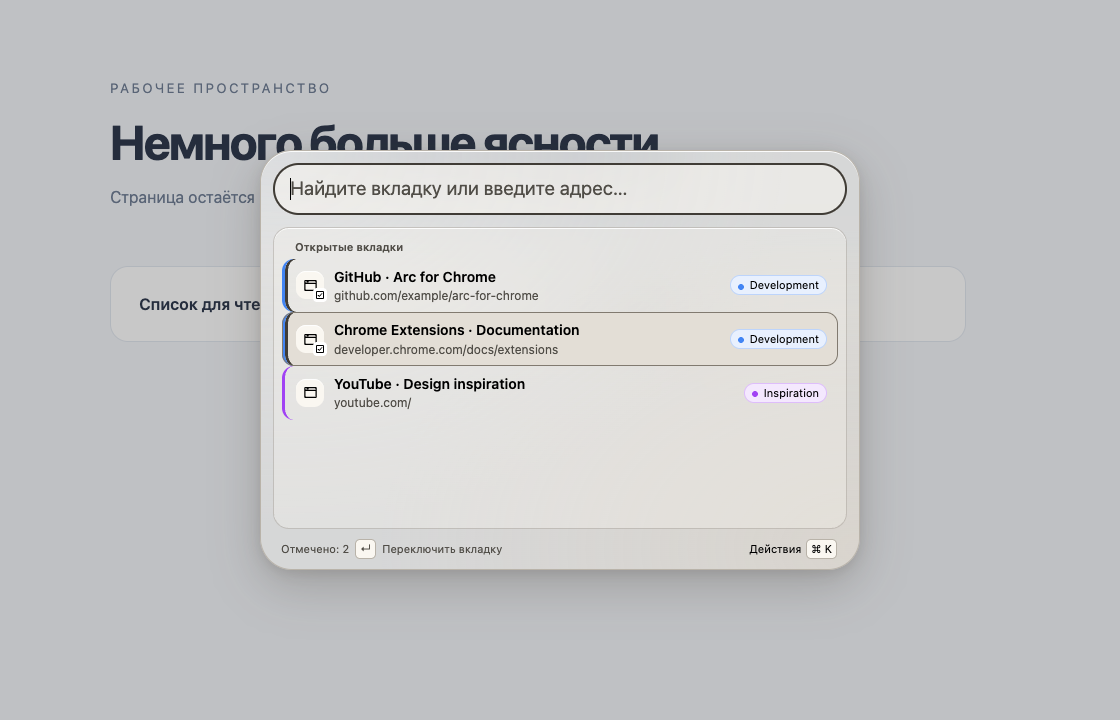 РАБОЧЕЕ ПРОСТРАНСТВО
Немного больше ясности
Страница остаётся
Список для чте
Найдите вкладку или введите адрес...
Открытые вкладки
GitHub · Arc for Chrome
github.com/example/arc-for-chrome
Development
Chrome Extensions · Documentation
developer.chrome.com/docs/extensions
Development
YouTube · Design inspiration
youtube.com/
Inspiration
Отмечено: 2 ↵ Переключить вкладку
Действия ⌘ K